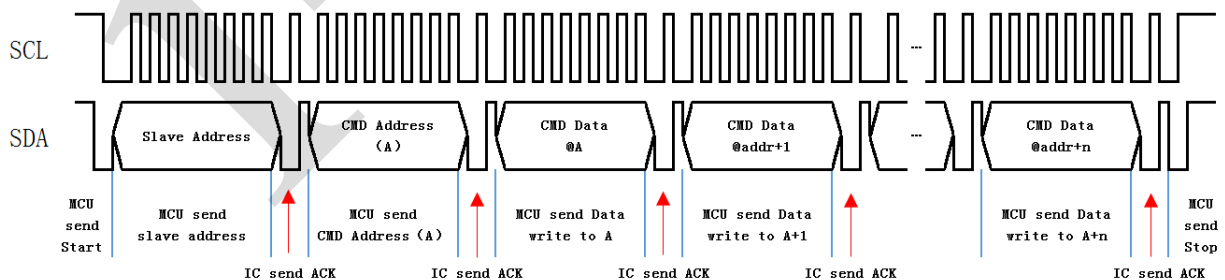 SCL
...
SDA
Slave Address
CMD Address
(A)
CMD Data
@A
CMD Data
@addr+1
...
CMD Data
@addr+n
MCU
send
Start
MCU send
slave address
MCU send
CMD Address (A)
MCU send Data
write to A
MCU send Data
write to A+1
MCU send Data
write to A+n
MCU
send
Stop
IC send ACK
IC send ACK
IC send ACK
IC send ACK
IC send ACK